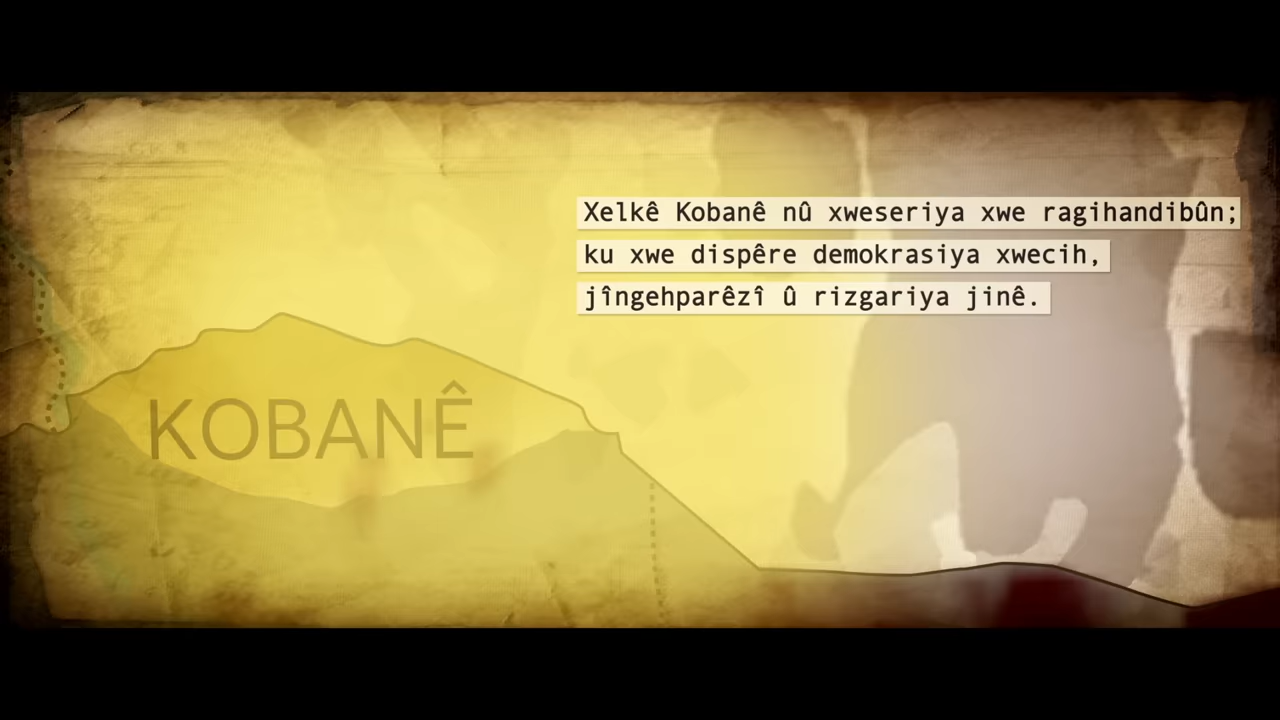 Xelkê Kobanê nû xweseriya xwe ragihandibûn;
ku xwe dispêre demokrasiya xwecih,
jîngehparêzî û rizgariya jinê.
KOBANÊ